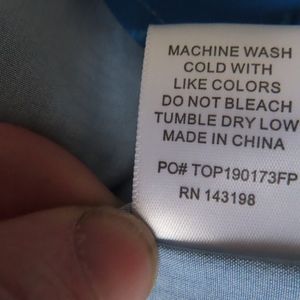 MACHINE WASH
COLD WITH
LIKE COLORS
DO NOT BLEACH
TUMBLE DRY LOW
MADE IN CHINA
PO# TOP190173FP
RN 143198